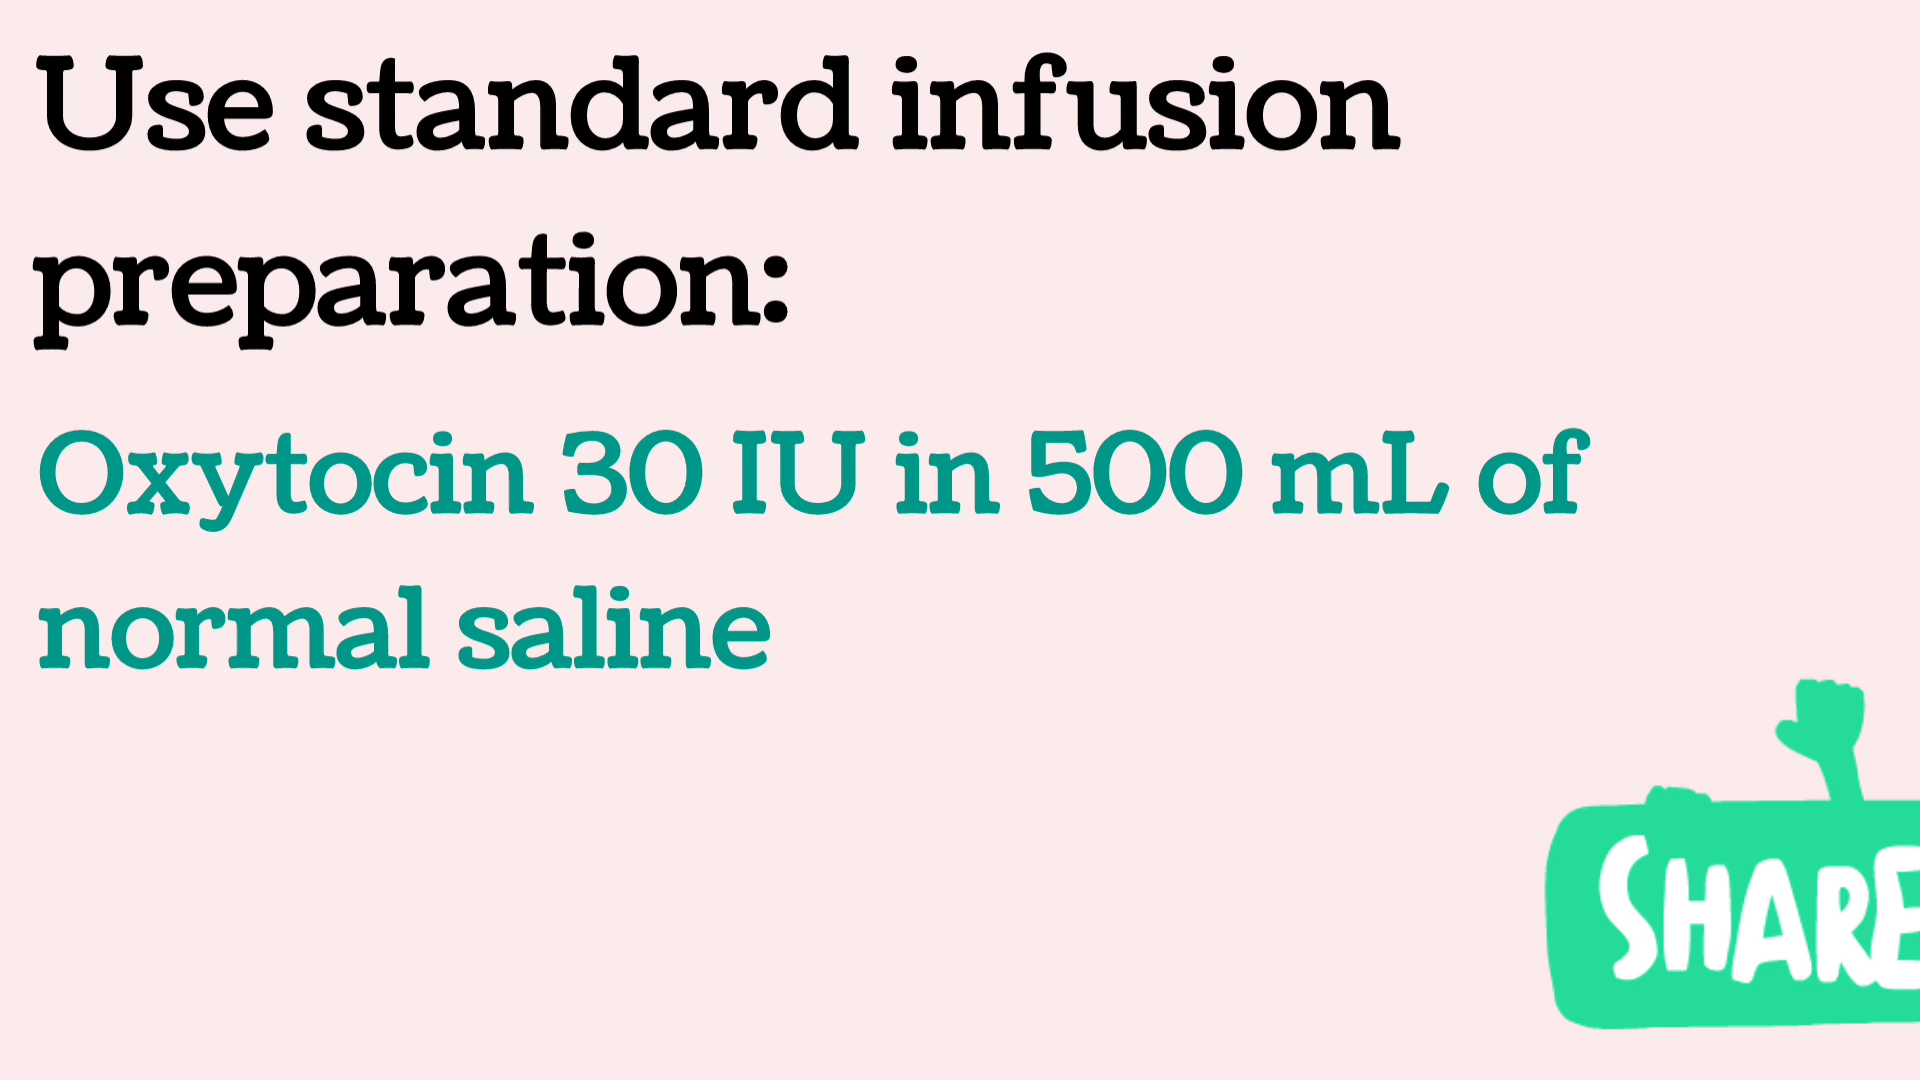 Use standard infusion
preparation:
Oxytocin 30 IU in 500 mL of
normal saline
SHARE